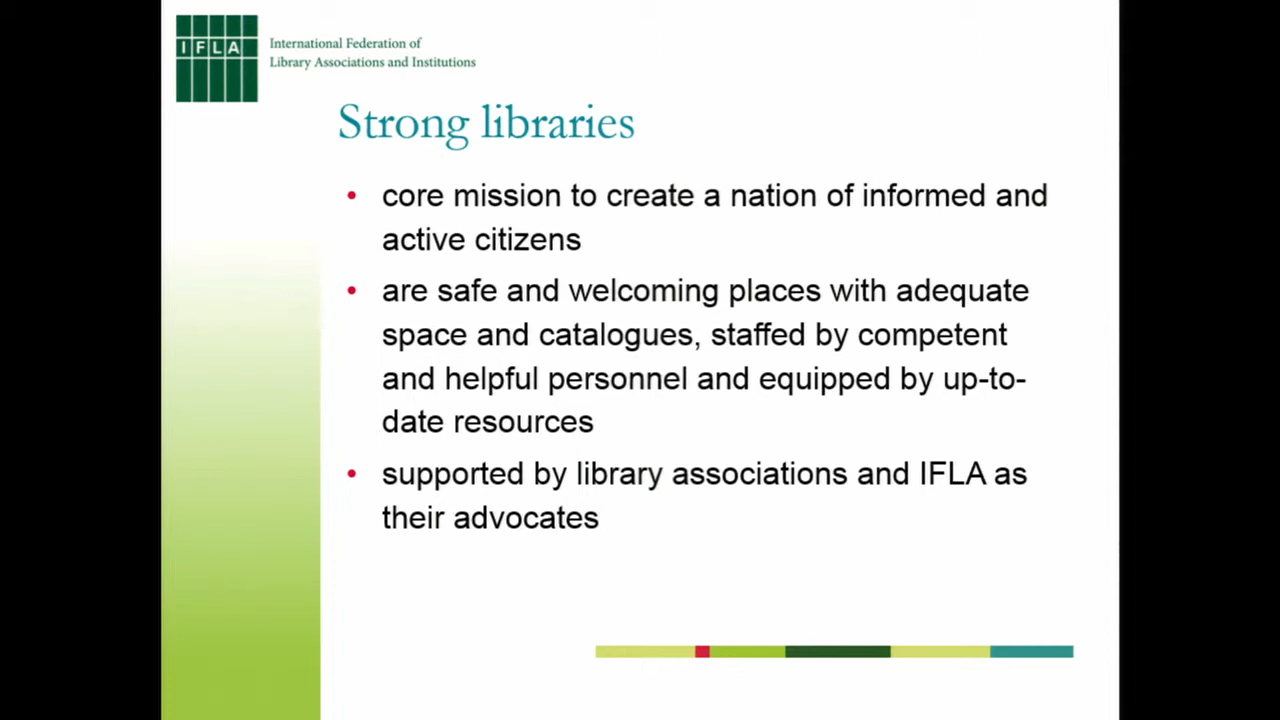 IFLA
International Federation of
Library Associations and Institutions
Strong libraries
• core mission to create a nation of informed and
active citizens
• are safe and welcoming places with adequate
space and catalogues, staffed by competent
and helpful personnel and equipped by up-to-
date resources
• supported by library associations and IFLA as
their advocates